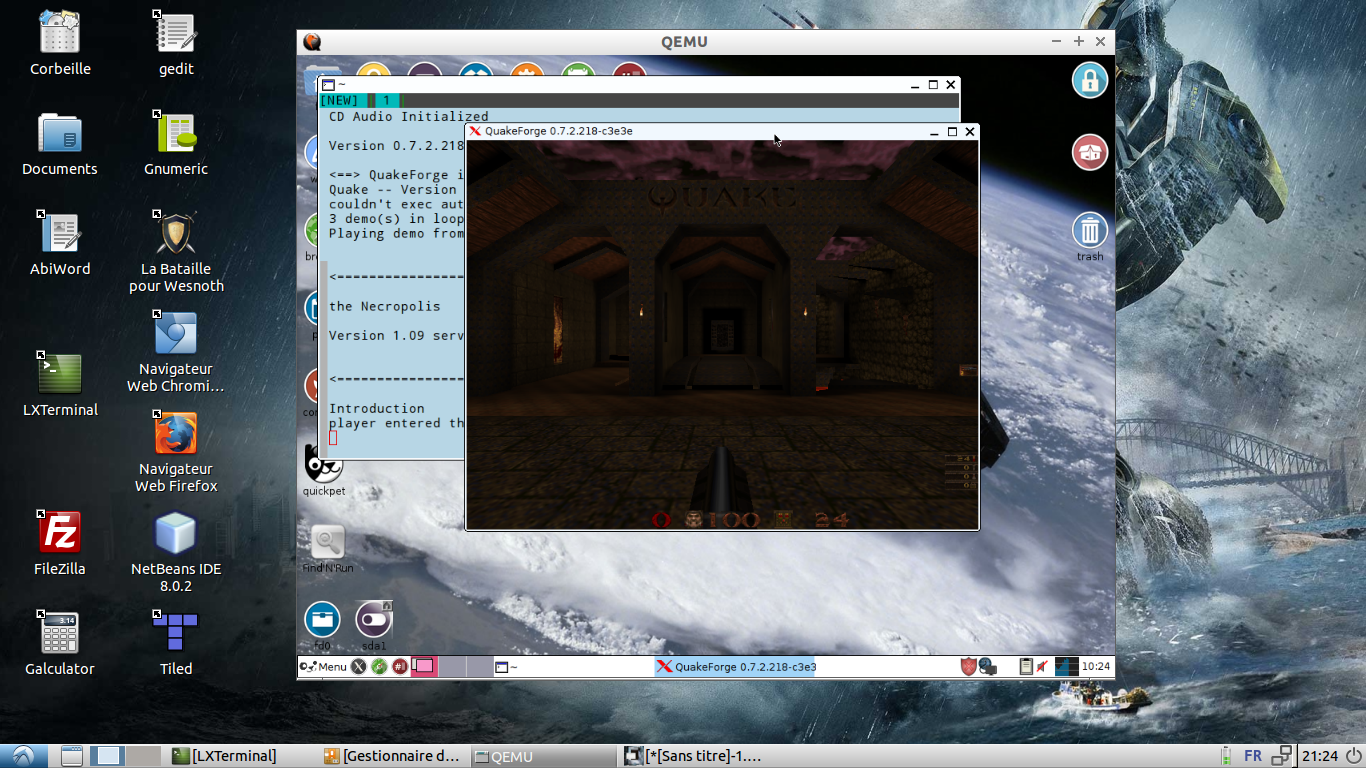 Corbeille
gedit
Documents
Gnumeric
AbiWord
La Bataille
pour Wesnoth
Navigateur
Web Chromi...
LXTerminal
Navigateur
Web Firefox
FileZilla
NetBeans IDE
8.0.2
3.14
Galculator
Tiled
QEMU
~
[NEW] 1
CD Audio Initialized
Version 0.7.2.218
<==> QuakeForge i
Quake -- Version
couldn't exec aut
3 demo(s) in loop
Playing demo from
<================
the Necropolis
Version 1.09 serv
<================
Introduction
player entered th
QuakeForge 0.7.2.218-c3e3e
QUAKE
100
24
trash
quickpet
Find'N'Run
fd0
sda1
Menu
~
QuakeForge 0.7.2.218-c3e3
10:24
[LXTerminal]
[Gestionnaire d...
QEMU
[*[Sans titre]-1....
FR
21:24